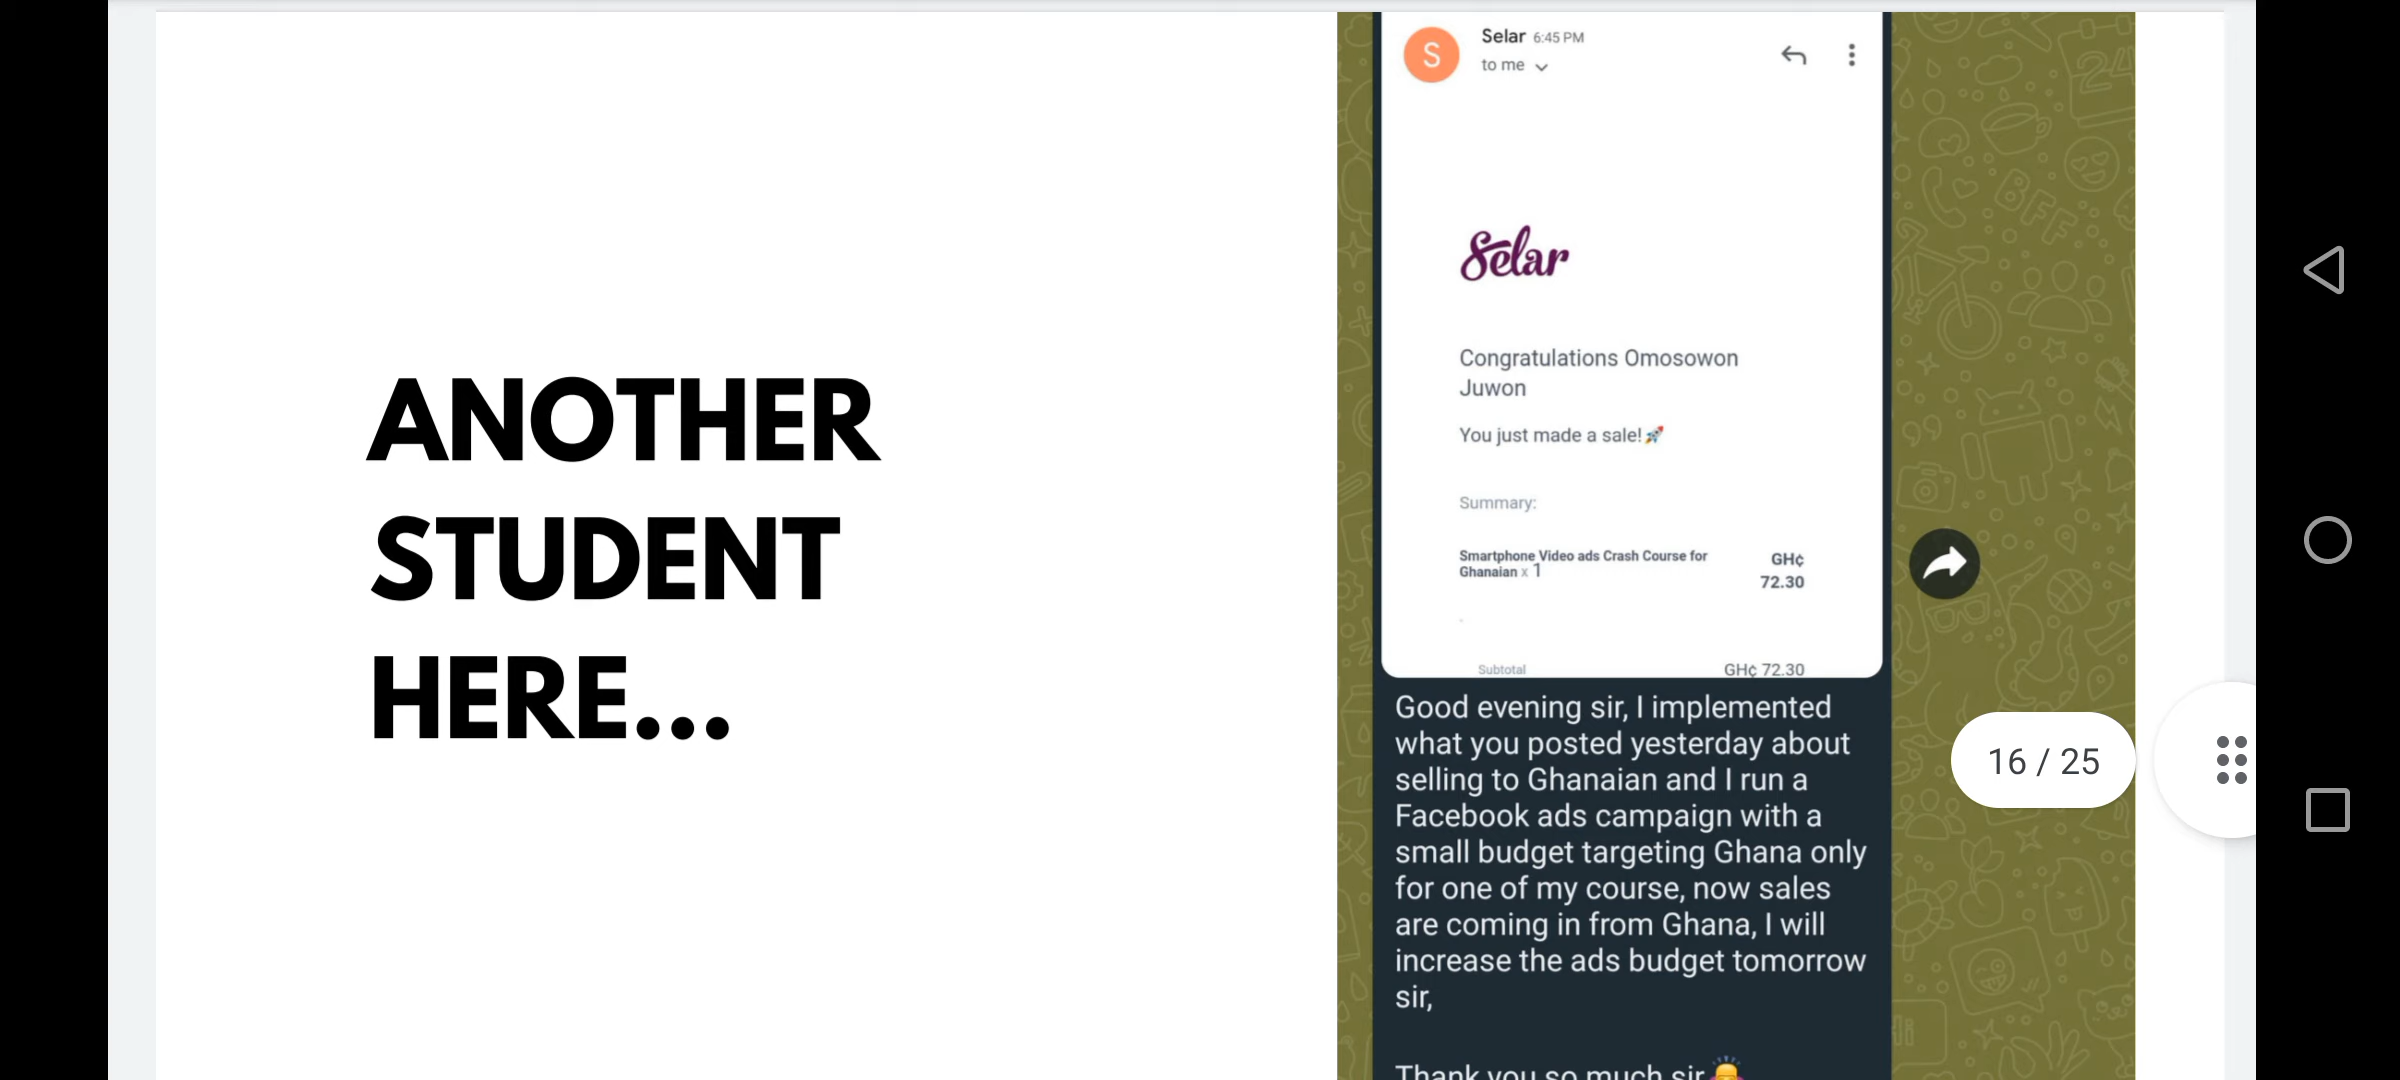 ANOTHER
STUDENT
HERE...
S
Selar 6:45 PM
to me
Selar
Congratulations Omosowon
Juwon
You just made a sale!🚀
Summary:
Smartphone Video ads Crash Course for
Ghanaian x 1
GH¢
72.30
Subtotal GH¢ 72.30
Good evening sir, I implemented
what you posted yesterday about
selling to Ghanaian and I run a
Facebook ads campaign with a
small budget targeting Ghana only
for one of my course, now sales
are coming in from Ghana, I will
increase the ads budget tomorrow
sir,
Thank you so much sir
16 / 25
24
BFF